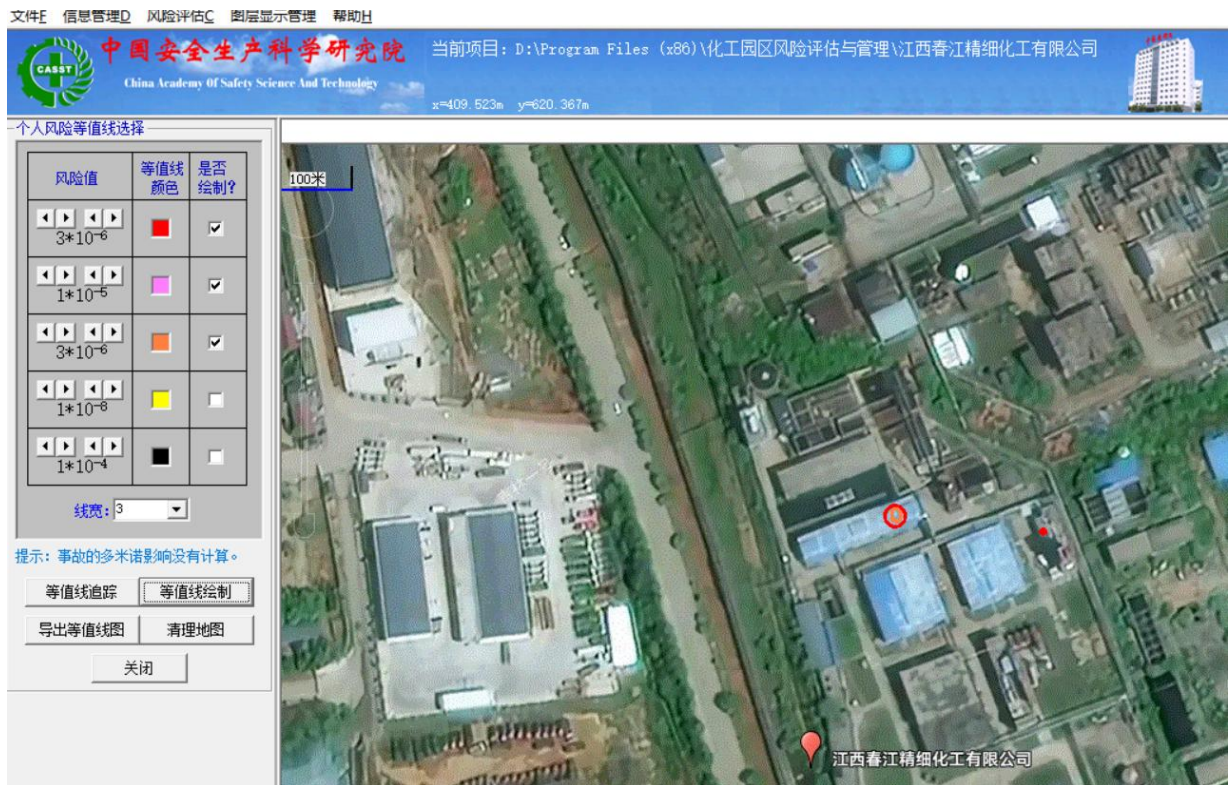 文件F 信息管理D 风险评估C 图层显示管理 帮助H
CASST
中国安全生产科学研究院
China Academy Of Safety Science And Technology
当前项目：D:\Program Files (x86)\化工园区风险评估与管理\江西春江精细化工有限公司
x=409.523m y=620.367m
个人风险等值线选择
风险值 等值线颜色 是否绘制?
3*10-6
1*10-5
3*10-6
1*10-8
1*10-4
线宽：3
提示：事故的多米诺影响没有计算。
等值线追踪 等值线绘制
导出等值线图 清理地图
关闭
100米
江西春江精细化工有限公司